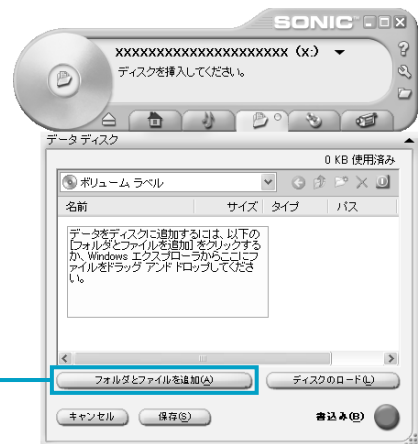 SONIC
XXXXXXXXXXXXXXXXXXXXX (X:)
ディスクを挿入してください。
データ ディスク
0 KB 使用済み
ボリューム ラベル
名前 サイズ タイプ パス
データをディスクに追加するには、以下の
[フォルダとファイルを追加] をクリックする
か、Windows エクスプローラからここにフ
ァイルをドラッグ アンド ドロップしてくださ
い。
フォルダとファイルを追加(A) ディスクのロード(L)
キャンセル 保存(S) 書込み(B)